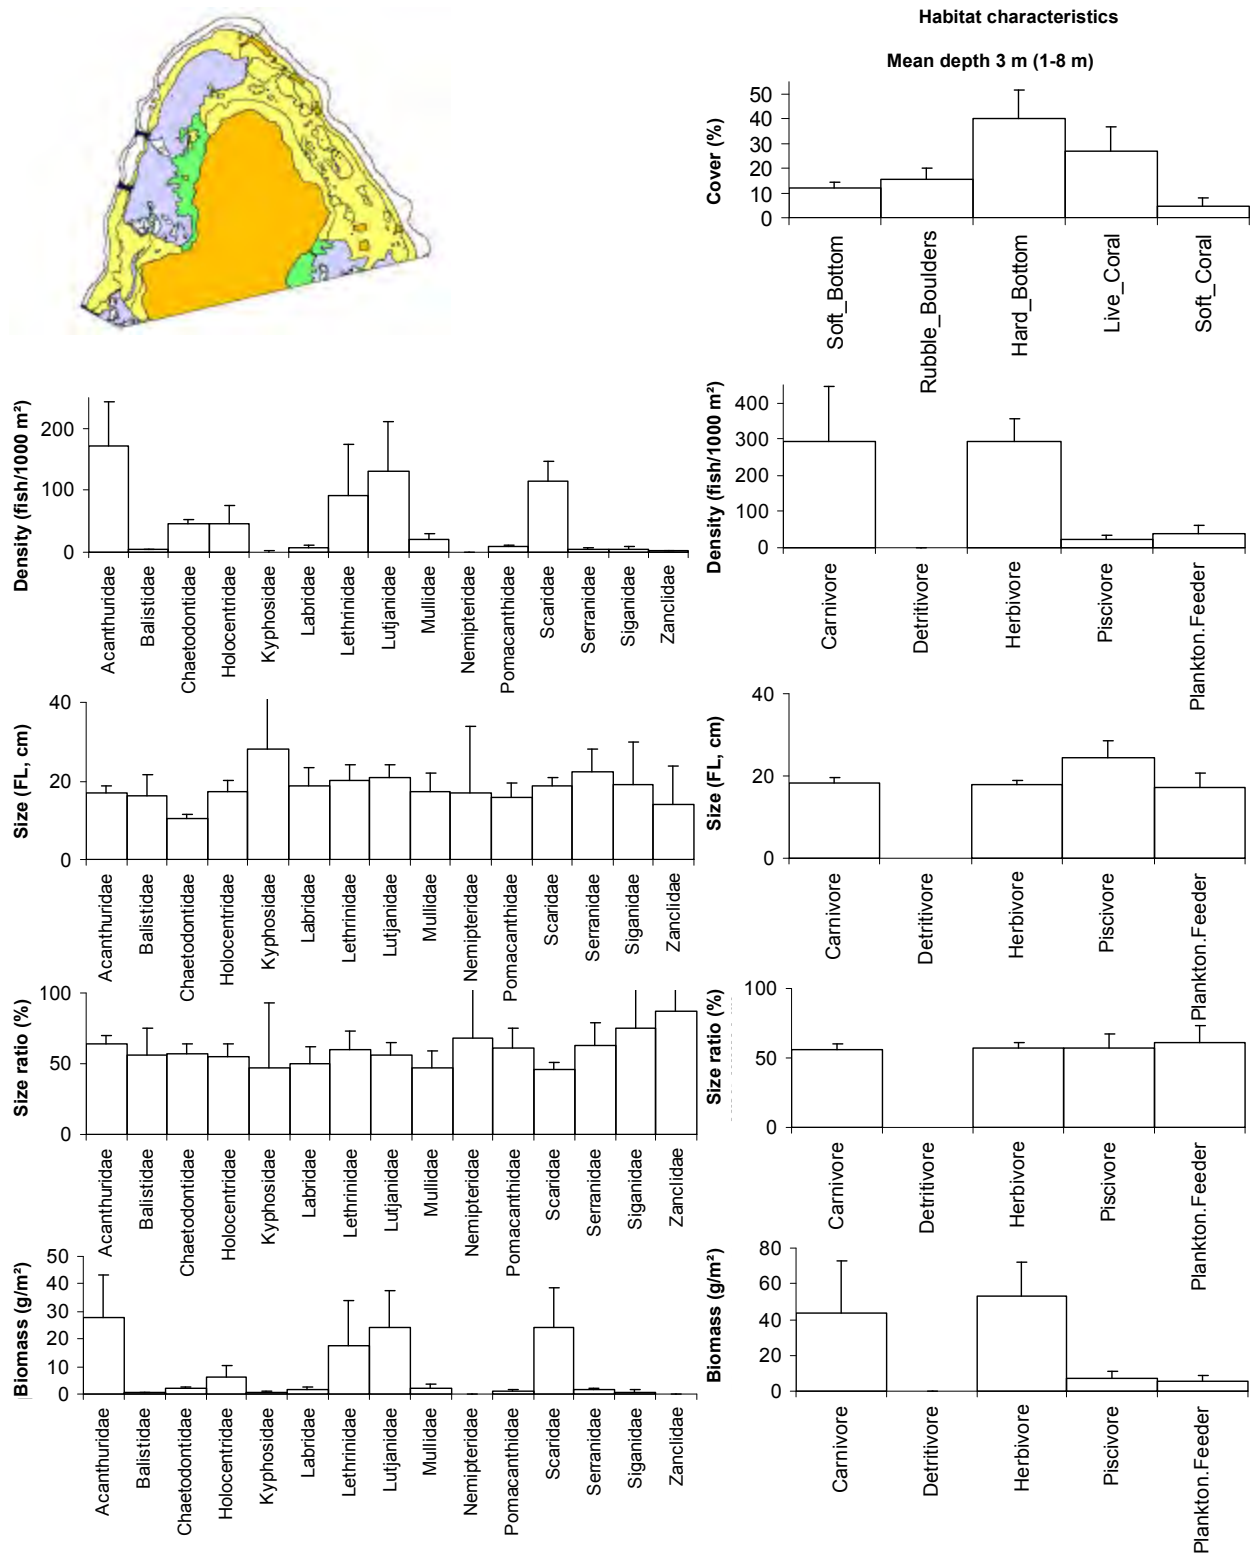 Habitat characteristics
Mean depth 3 m (1-8 m)
Cover (%)
50
40
30
20
10
0
Soft_Bottom
Rubble_Boulders
Hard_Bottom
Live_Coral
Soft_Coral
Density (fish/1000 m²)
200
100
0
Acanthuridae
Balistidae
Chaetodontidae
Holocentridae
Kyphosidae
Labridae
Lethrinidae
Lutjanidae
Mullidae
Nemipteridae
Pomacanthidae
Scaridae
Serranidae
Siganidae
Zanclidae
Density (fish/1000 m²)
400
300
200
100
0
Carnivore
Detritivore
Herbivore
Piscivore
Plankton.Feeder
Size (FL, cm)
40
20
0
Acanthuridae
Balistidae
Chaetodontidae
Holocentridae
Kyphosidae
Labridae
Lethrinidae
Lutjanidae
Mullidae
Nemipteridae
Pomacanthidae
Scaridae
Serranidae
Siganidae
Zanclidae
Size (FL, cm)
40
20
0
Carnivore
Detritivore
Herbivore
Piscivore
Plankton.Feeder
Size ratio (%)
100
50
0
Acanthuridae
Balistidae
Chaetodontidae
Holocentridae
Kyphosidae
Labridae
Lethrinidae
Lutjanidae
Mullidae
Nemipteridae
Pomacanthidae
Scaridae
Serranidae
Siganidae
Zanclidae
Size ratio (%)
100
50
0
Carnivore
Detritivore
Herbivore
Piscivore
Plankton.Feeder
Biomass (g/m²)
50
40
30
20
10
0
Acanthuridae
Balistidae
Chaetodontidae
Holocentridae
Kyphosidae
Labridae
Lethrinidae
Lutjanidae
Mullidae
Nemipteridae
Pomacanthidae
Scaridae
Serranidae
Siganidae
Zanclidae
Biomass (g/m²)
80
60
40
20
0
Carnivore
Detritivore
Herbivore
Piscivore
Plankton.Feeder